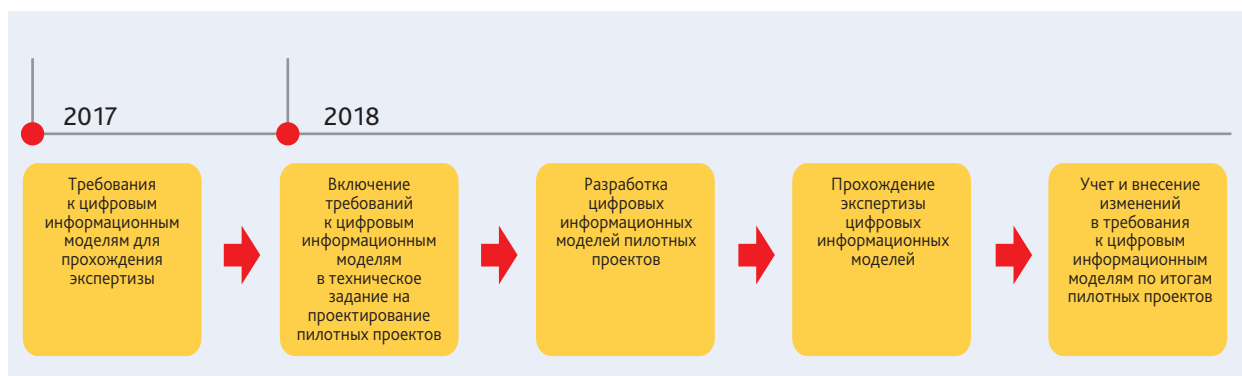 2017
2018
Требования
к цифровым
информационным
моделям для
прохождения
экспертизы
Включение
требований
к цифровым
информационным
моделям
в техническое
задание на
проектирование
пилотных проектов
Разработка
цифровых
информационных
моделей пилотных
проектов
Прохождение
экспертизы
цифровых
информационных
моделей
Учет и внесение
изменений
в требования
к цифровым
информационным
моделям по итогам
пилотных проектов